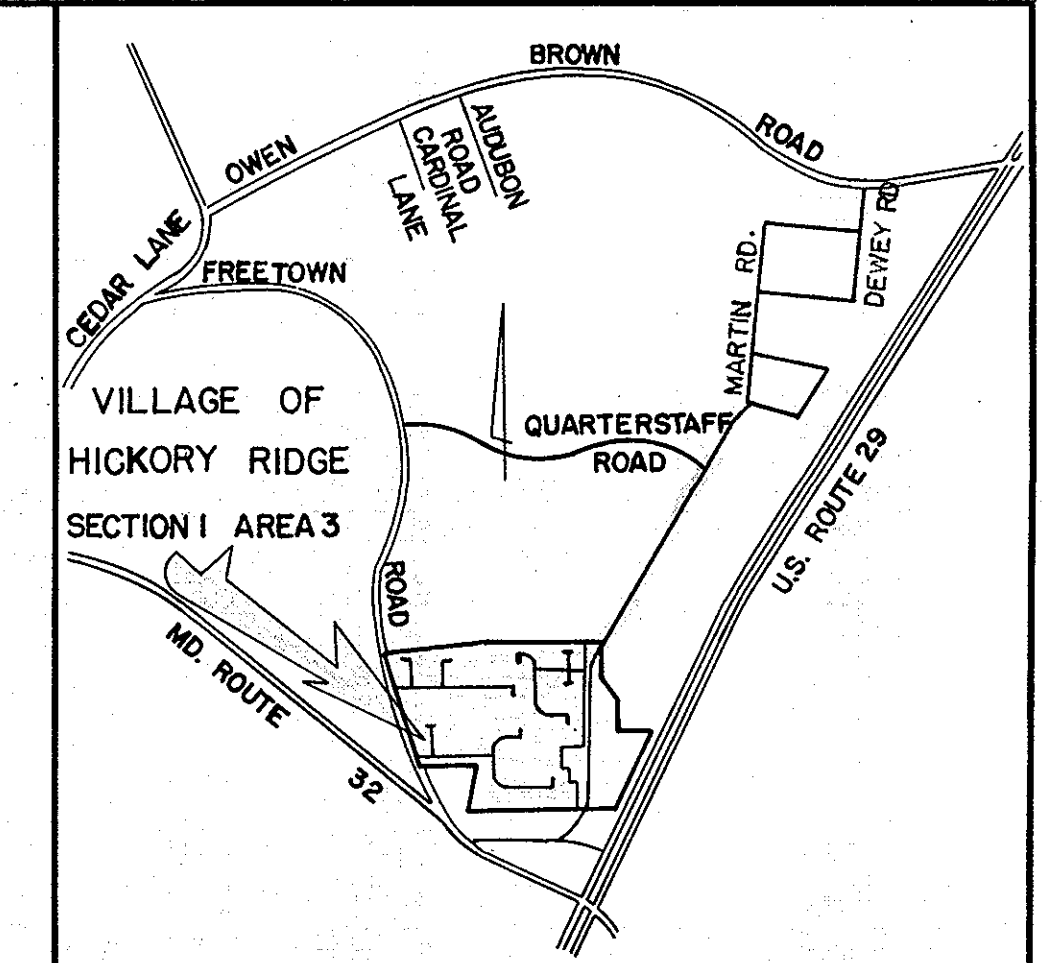 BROWN
OWEN
ROAD
AUDUBON
ROAD
CARDINAL
LANE
CEDAR LANE
FREETOWN
MARTIN RD.
DEWEY RD
VILLAGE OF
HICKORY RIDGE
SECTION 1 AREA 3
QUARTERSTAFF
ROAD
U.S. ROUTE 29
ROAD
MD. ROUTE
32